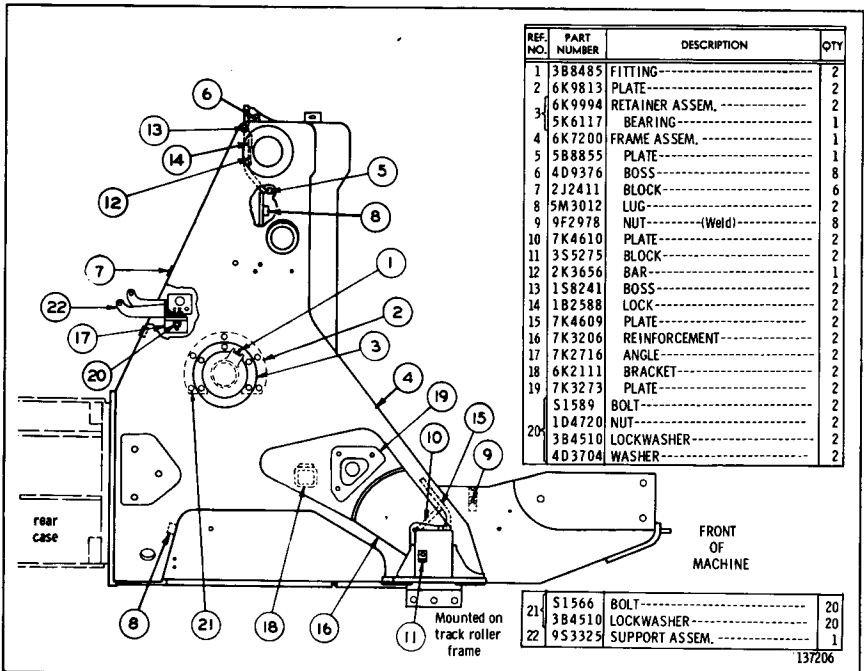 REF. NO. PART NUMBER DESCRIPTION QTY
1 3B8485 FITTING 2
2 6K9813 PLATE 2
3 6K9994 RETAINER ASSEM. 2
5K6117 BEARING 1
4 6K7200 FRAME ASSEM. 1
5 5B8855 PLATE 1
6 4D9376 BOSS 8
7 2J2411 BLOCK 6
8 5M3012 LUG 2
9 9F2978 NUT (Weld) 8
10 7K4610 PLATE 2
11 3S5275 BLOCK 2
12 2K3656 BAR 1
13 1S8241 BOSS 2
14 1B2588 LOCK 2
15 7K4609 PLATE 2
16 7K3206 REINFORCEMENT 2
17 7K2716 ANGLE 2
18 6K2111 BRACKET 2
19 7K3273 PLATE 2
20 S1589 BOLT 2
1D4720 NUT 2
3B4510 LOCKWASHER 2
4D3704 WASHER 2
6
13
14
12
5
8
7
1
22
2
17
3
20
4
19
15
10
9
rear
case
FRONT
OF
MACHINE
8
21
18
16
11
Mounted on
track roller
frame
21 S1566 BOLT 20
3B4510 LOCKWASHER 20
22 9S3325 SUPPORT ASSEM. 1
137206